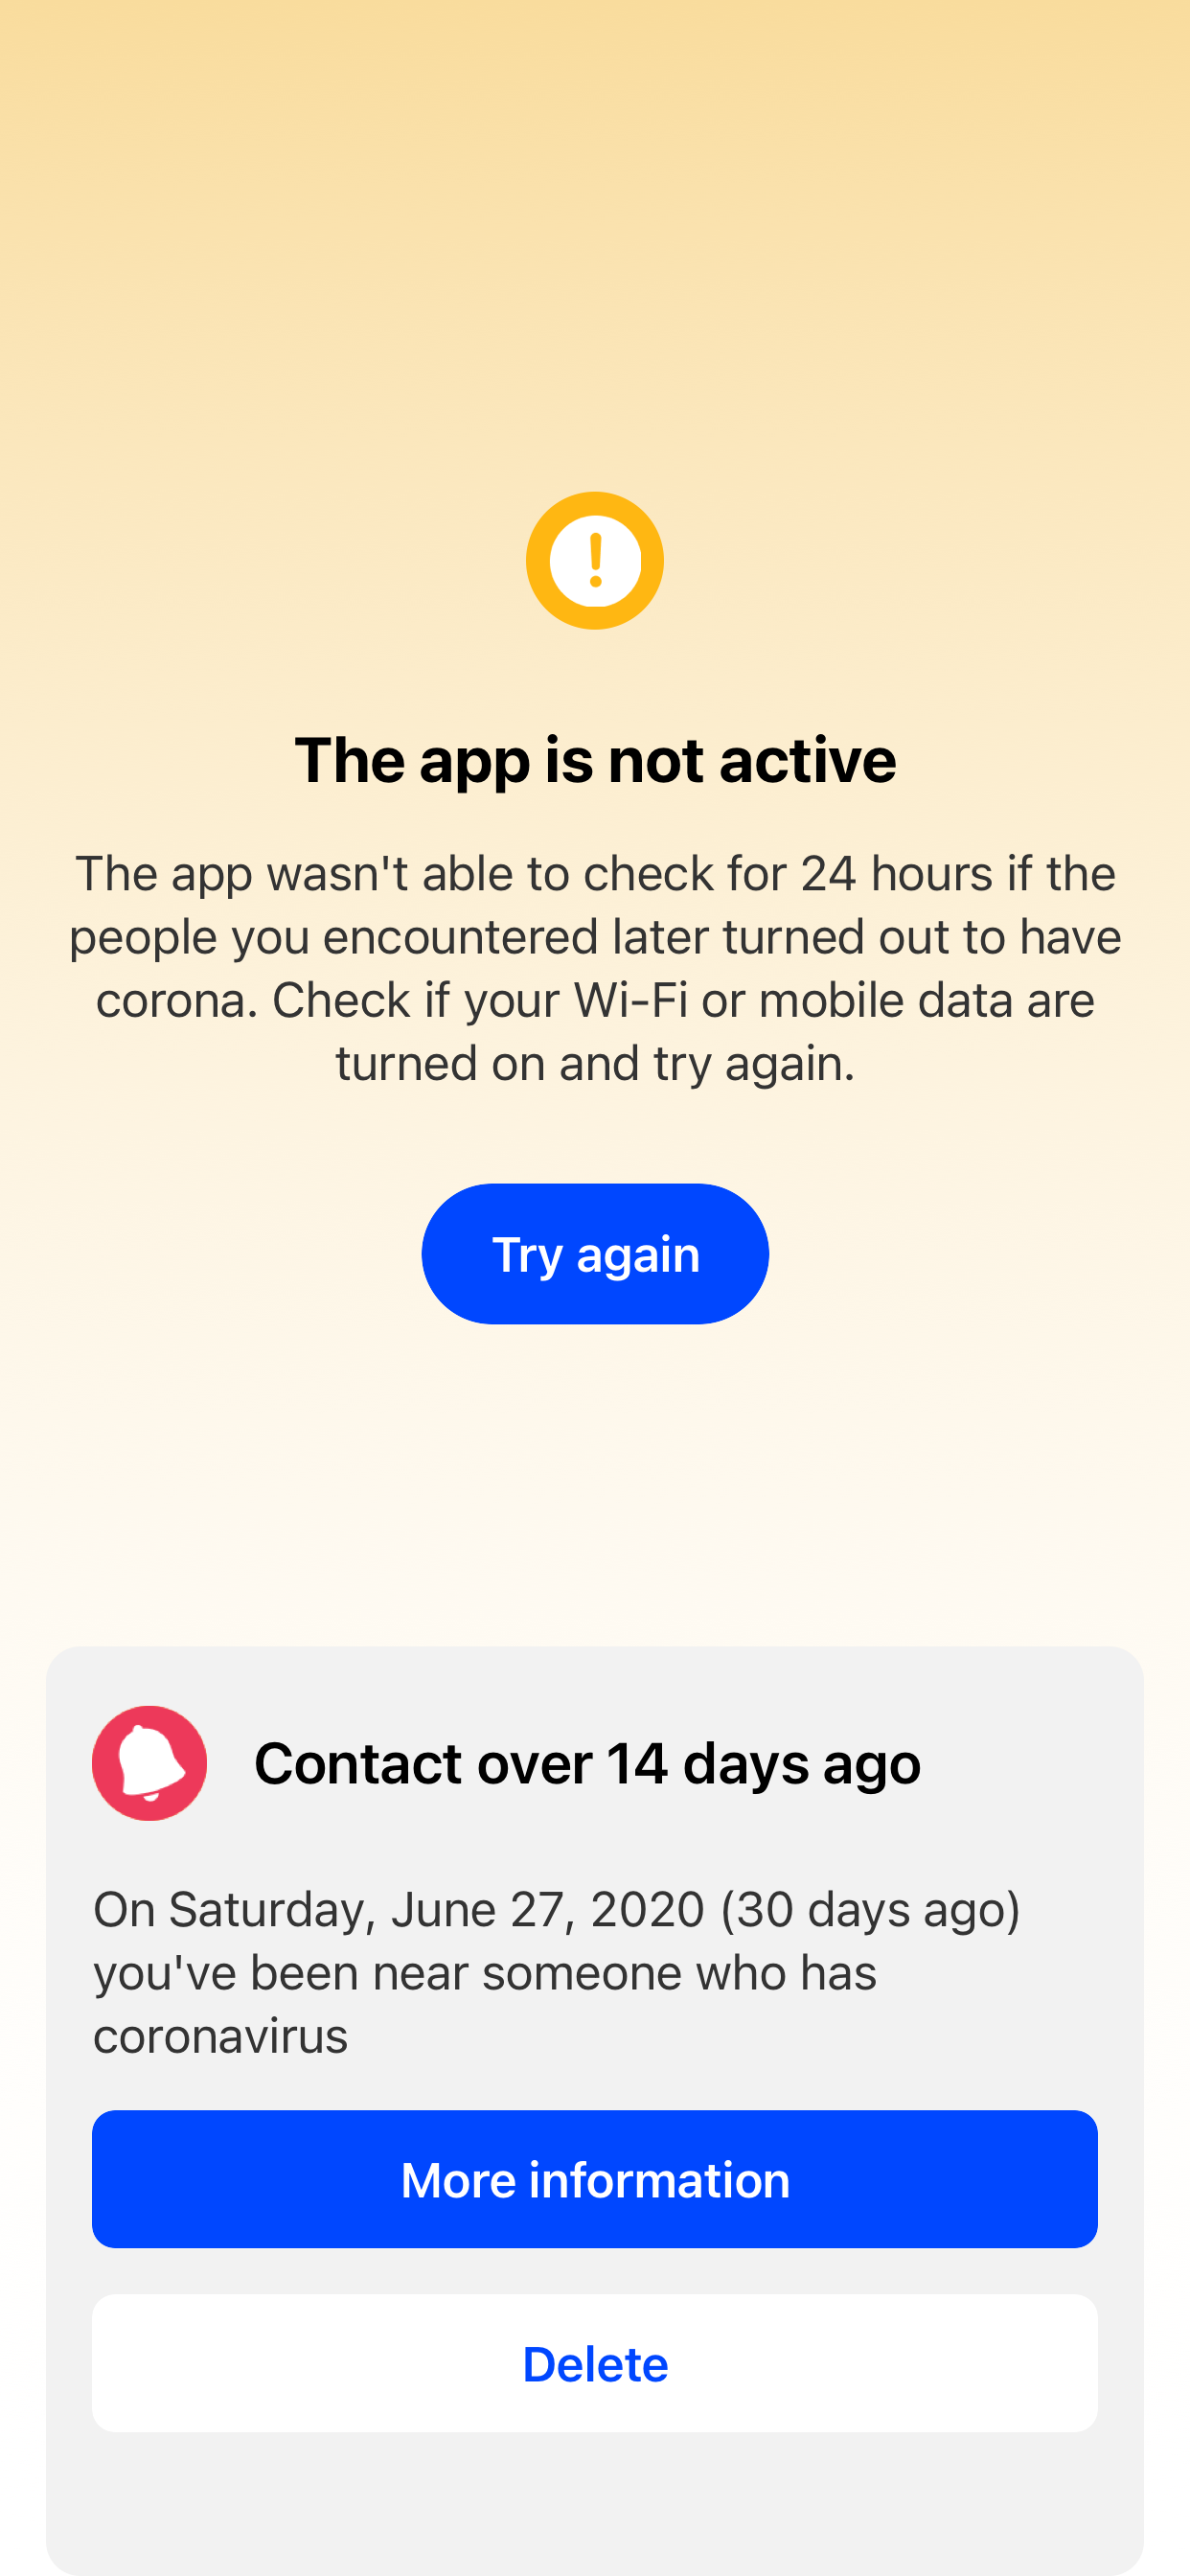 The app is not active
The app wasn't able to check for 24 hours if the
people you encountered later turned out to have
corona. Check if your Wi-Fi or mobile data are
turned on and try again.
Try again
Contact over 14 days ago
On Saturday, June 27, 2020 (30 days ago)
you've been near someone who has
coronavirus
More information
Delete